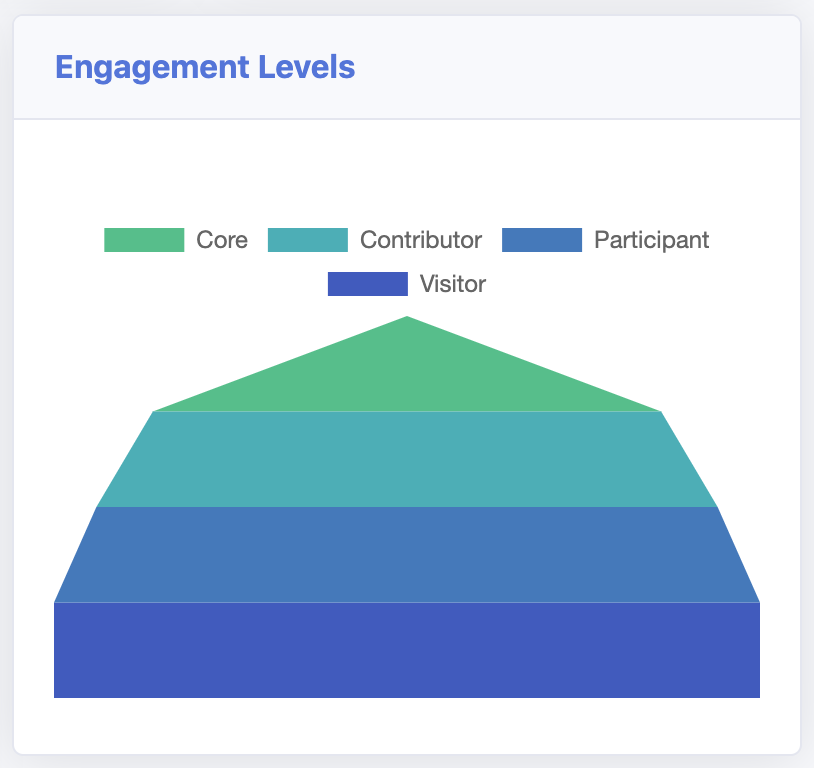 Engagement Levels
Core Contributor Participant
Visitor